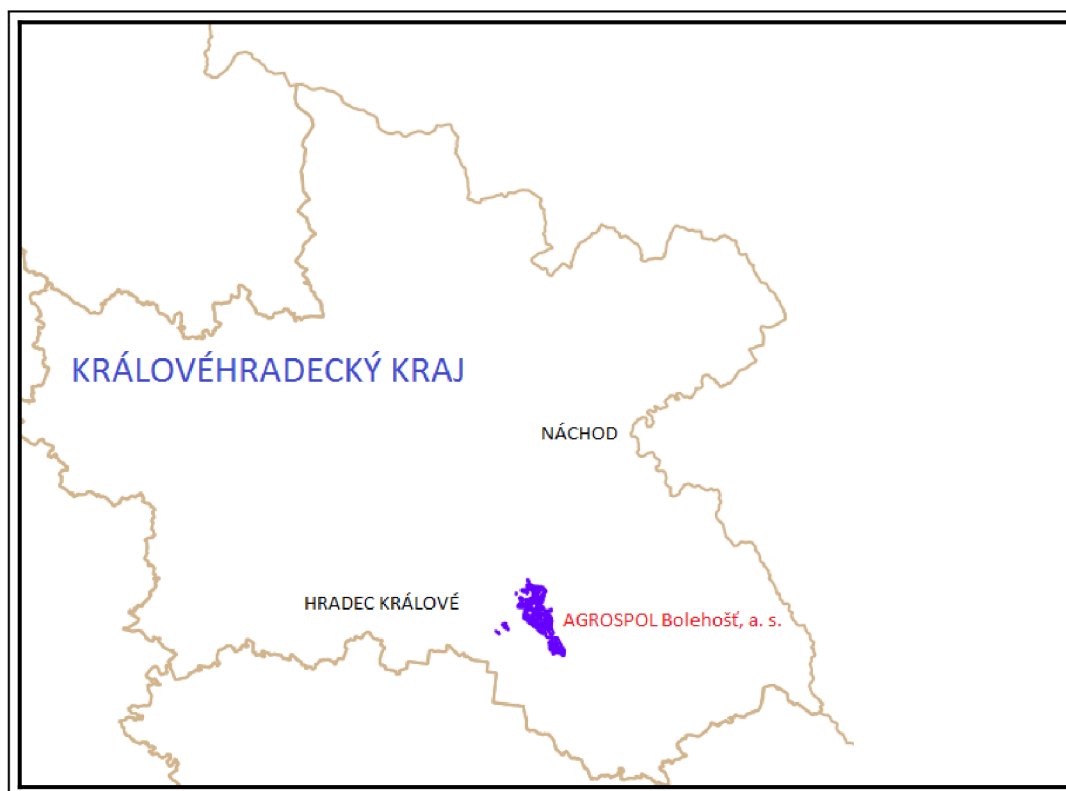 KRÁLOVÉHRADECKÝ KRAJ
NÁCHOD
HRADEC KRÁLOVÉ
AGROSPOL Bolehošť, a. s.